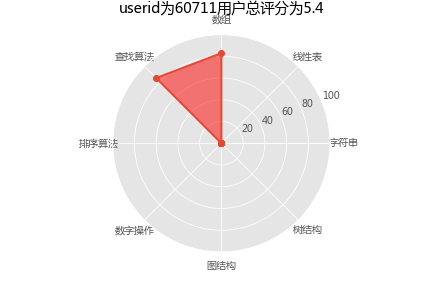 userid为60711用户总评分为5.4
数组
查找算法
线性表
100
80
60
40
20
排序算法
字符串
数字操作
树结构
图结构